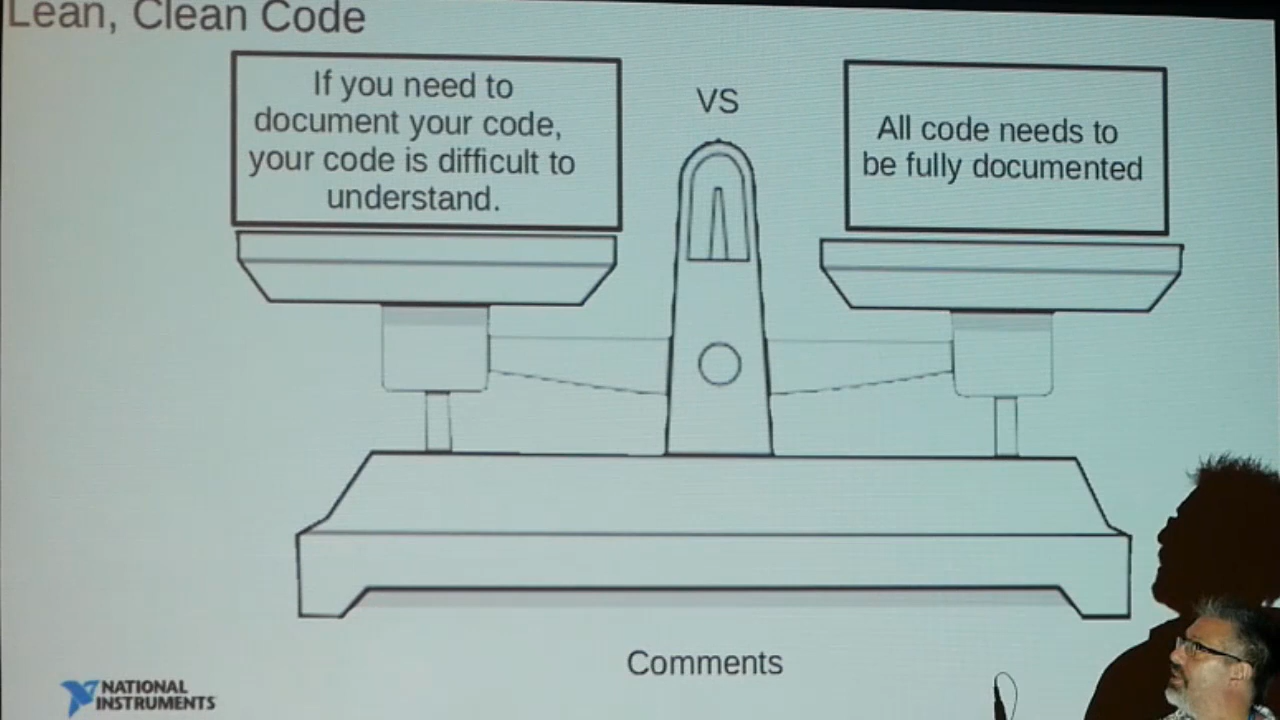 Lean, Clean Code
If you need to
document your code,
your code is difficult to
understand.
VS
All code needs to
be fully documented
Comments
NATIONAL
INSTRUMENTS